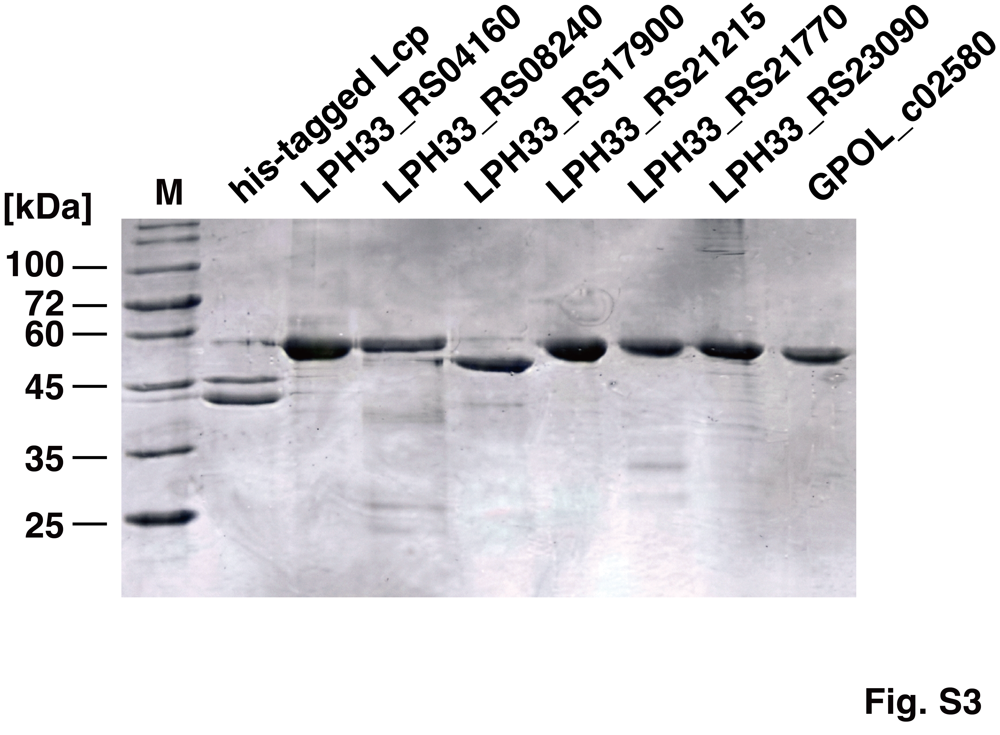 his-tagged Lcp
LPH33_RS04160
LPH33_RS08240
LPH33_RS17900
LPH33_RS21215
LPH33_RS21770
LPH33_RS23090
GPOL_c02580
M
[kDa]
100
72
60
45
35
25
Fig. S3